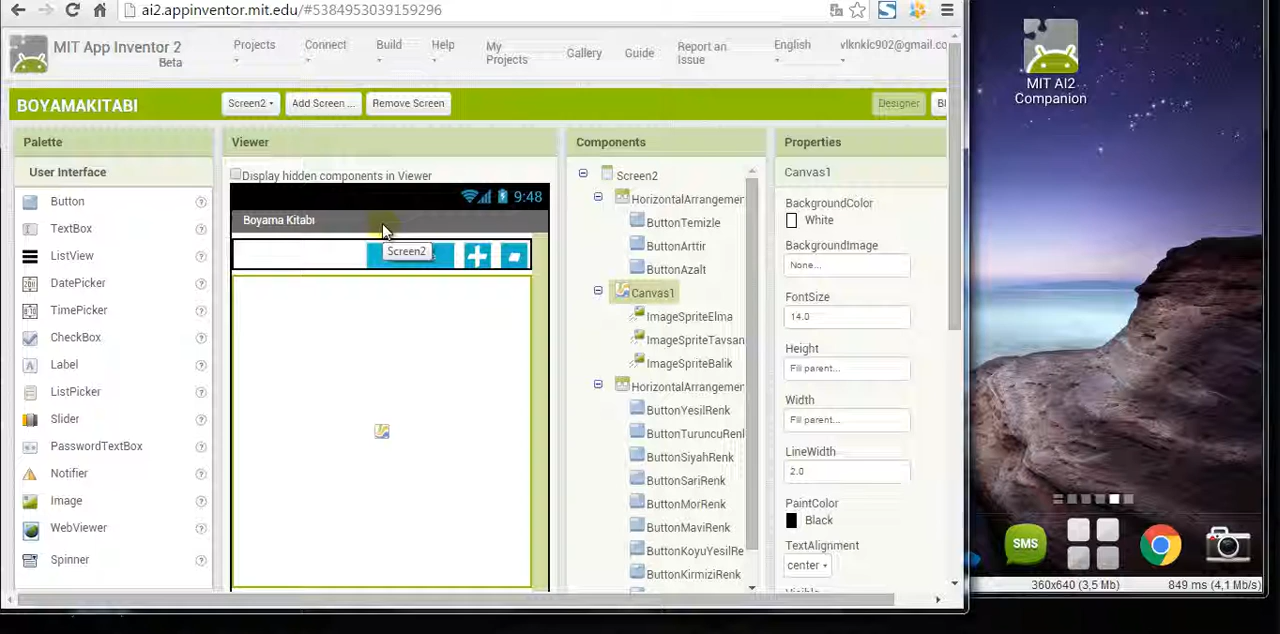 ai2.appinventor.mit.edu/#5384953039159296
MIT App Inventor 2
Beta
Projects
Connect
Build
Help
My Projects
Gallery
Guide
Report an Issue
English
vlknklc902@gmail.co
BOYAMAKITABI
Screen2
Add Screen ...
Remove Screen
Designer
Bl
Palette
Viewer
Components
Properties
User Interface
Button
TextBox
ListView
DatePicker
TimePicker
CheckBox
Label
ListPicker
Slider
PasswordTextBox
Notifier
Image
WebViewer
Spinner
Display hidden components in Viewer
9:48
Boyama Kitabı
Screen2
Screen2
HorizontalArrangemer
ButtonTemizle
ButtonArttir
ButtonAzalt
Canvas1
ImageSpriteElma
ImageSpriteTavsan
ImageSpriteBalik
HorizontalArrangemer
ButtonYesilRenk
ButtonTuruncuRenl
ButtonSiyahRenk
ButtonSariRenk
ButtonMorRenk
ButtonMaviRenk
ButtonKoyuYesilRe
ButtonKirmiziRenk
Canvas1
BackgroundColor
White
BackgroundImage
None...
FontSize
14.0
Height
Fill parent...
Width
Fill parent...
LineWidth
2.0
PaintColor
Black
TextAlignment
center
MIT AI2
Companion
SMS
360x640 (3,5 Mb)
849 ms (4,1 Mb/s)